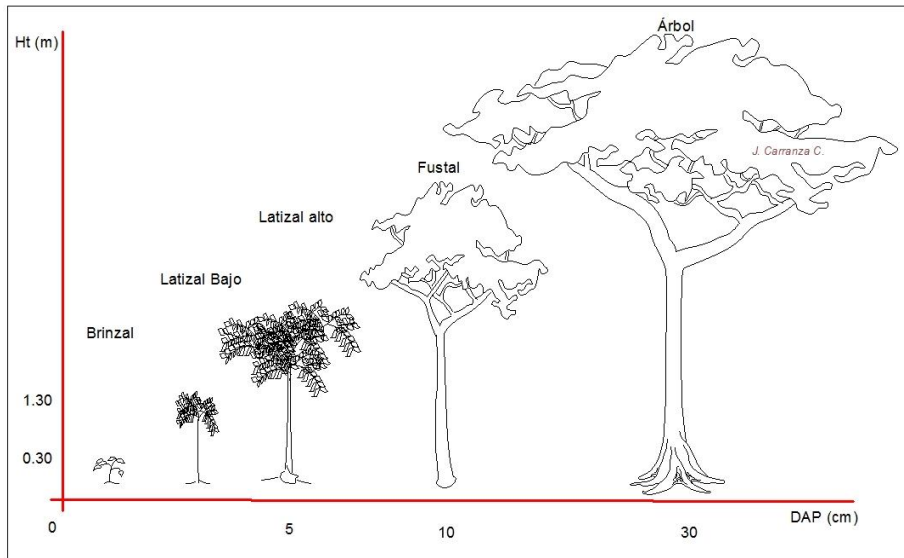 Árbol
Ht (m)
J. Carranza C.
Fustal
Latizal alto
Latizal Bajo
Brinzal
1.30
0.30
DAP (cm)
0
5
10
30